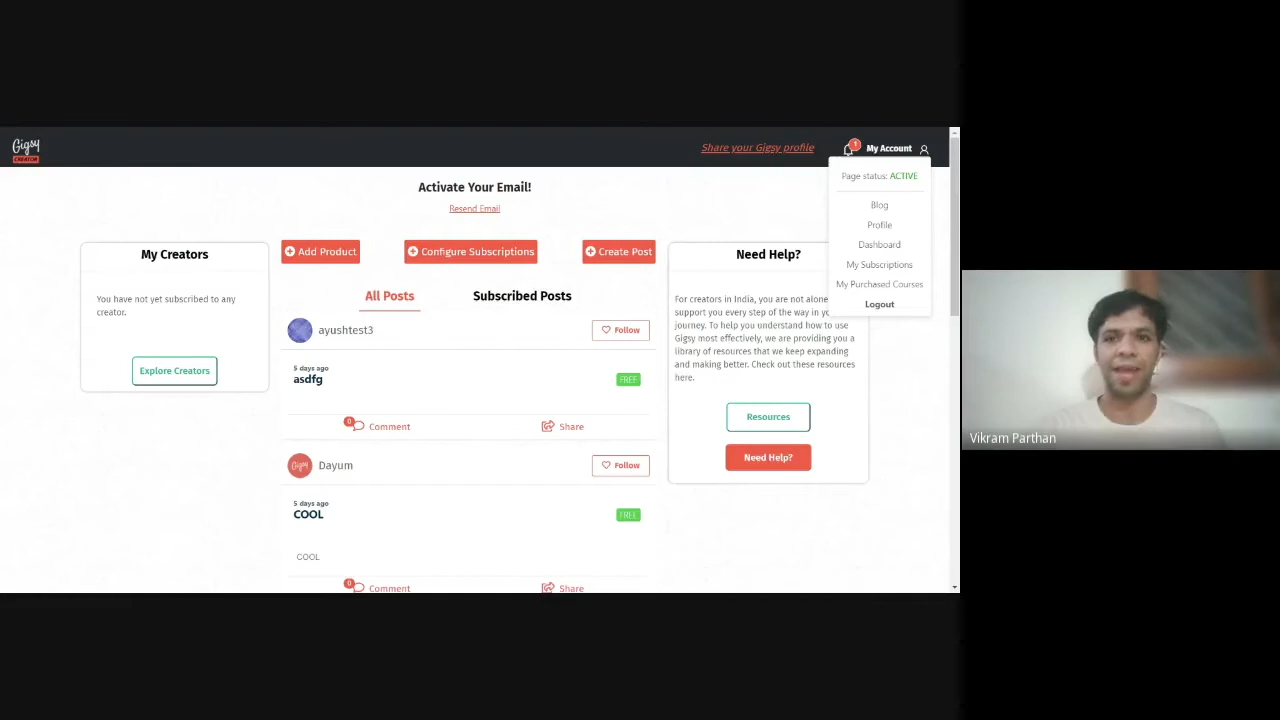 Gigsy
CREATOR
Share your Gigsy profile
1
My Account
Page status: ACTIVE
Blog
Profile
Dashboard
My Subscriptions
My Purchased Courses
Logout
Activate Your Email!
Resend Email
My Creators
You have not yet subscribed to any
creator.
Explore Creators
Add Product
Configure Subscriptions
Create Post
All Posts
Subscribed Posts
ayushtest3
Follow
5 days ago
asdfg
FREE
0
Comment
Share
Gigsy
Dayum
Follow
5 days ago
COOL
FREE
COOL
0
Comment
Share
Need Help?
For creators in India, you are not alone
support you every step of the way in yo
journey. To help you understand how to use
Gigsy most effectively, we are providing you a
library of resources that we keep expanding
and making better. Check out these resources
here.
Resources
Need Help?
Vikram Parthan